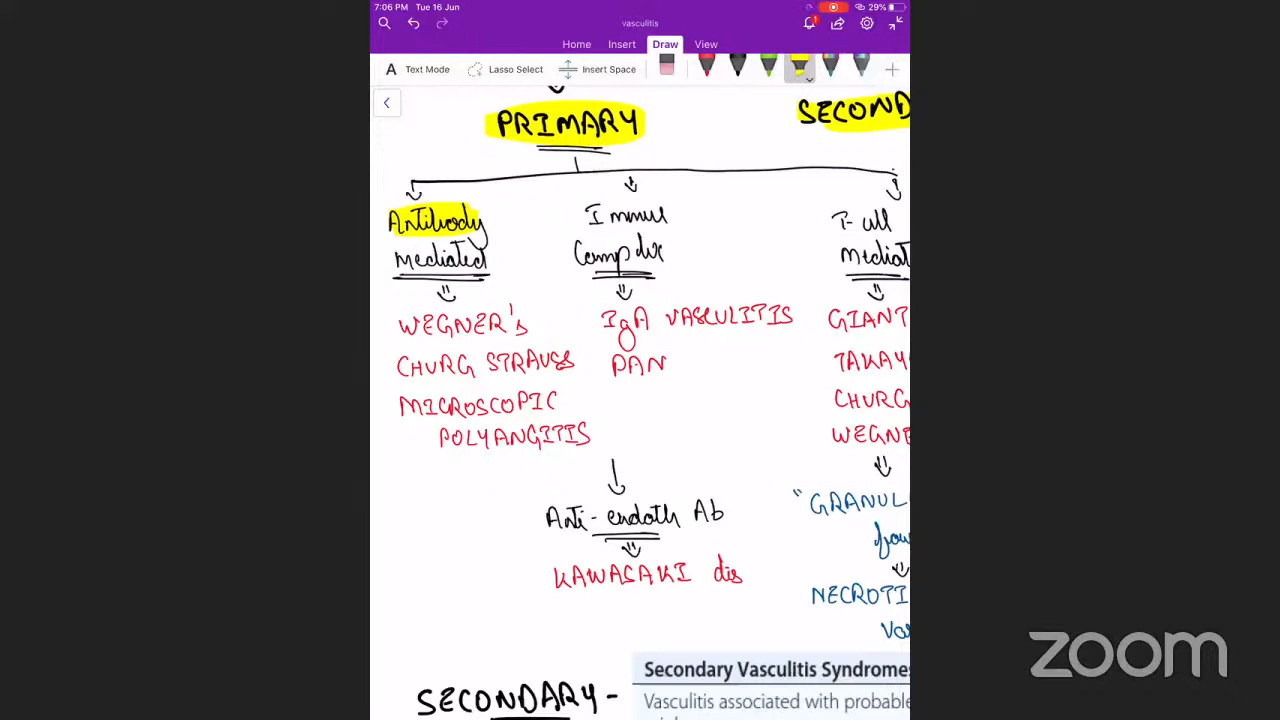 7:06 PM Tue 16 Jun
29%
vasculitis
Home Insert Draw View
A Text Mode Lasso Select Insert Space
PRIMARY
SECOND
Antibody
Mediated
Immune
Complex
T-cell
Mediat
WEGNER's
CHURG STRAUSS
MICROSCOPIC
POLYANGITIS
IgA VASCULITIS
PAN
GIANT
TAKAY
CHURG
WEGNE
Anti-endoth Ab
KAWASAKI dis
"GRANUL
NECROTI
SECONDARY-
Secondary Vasculitis Syndromes
Vasculitis associated with probable
zoom